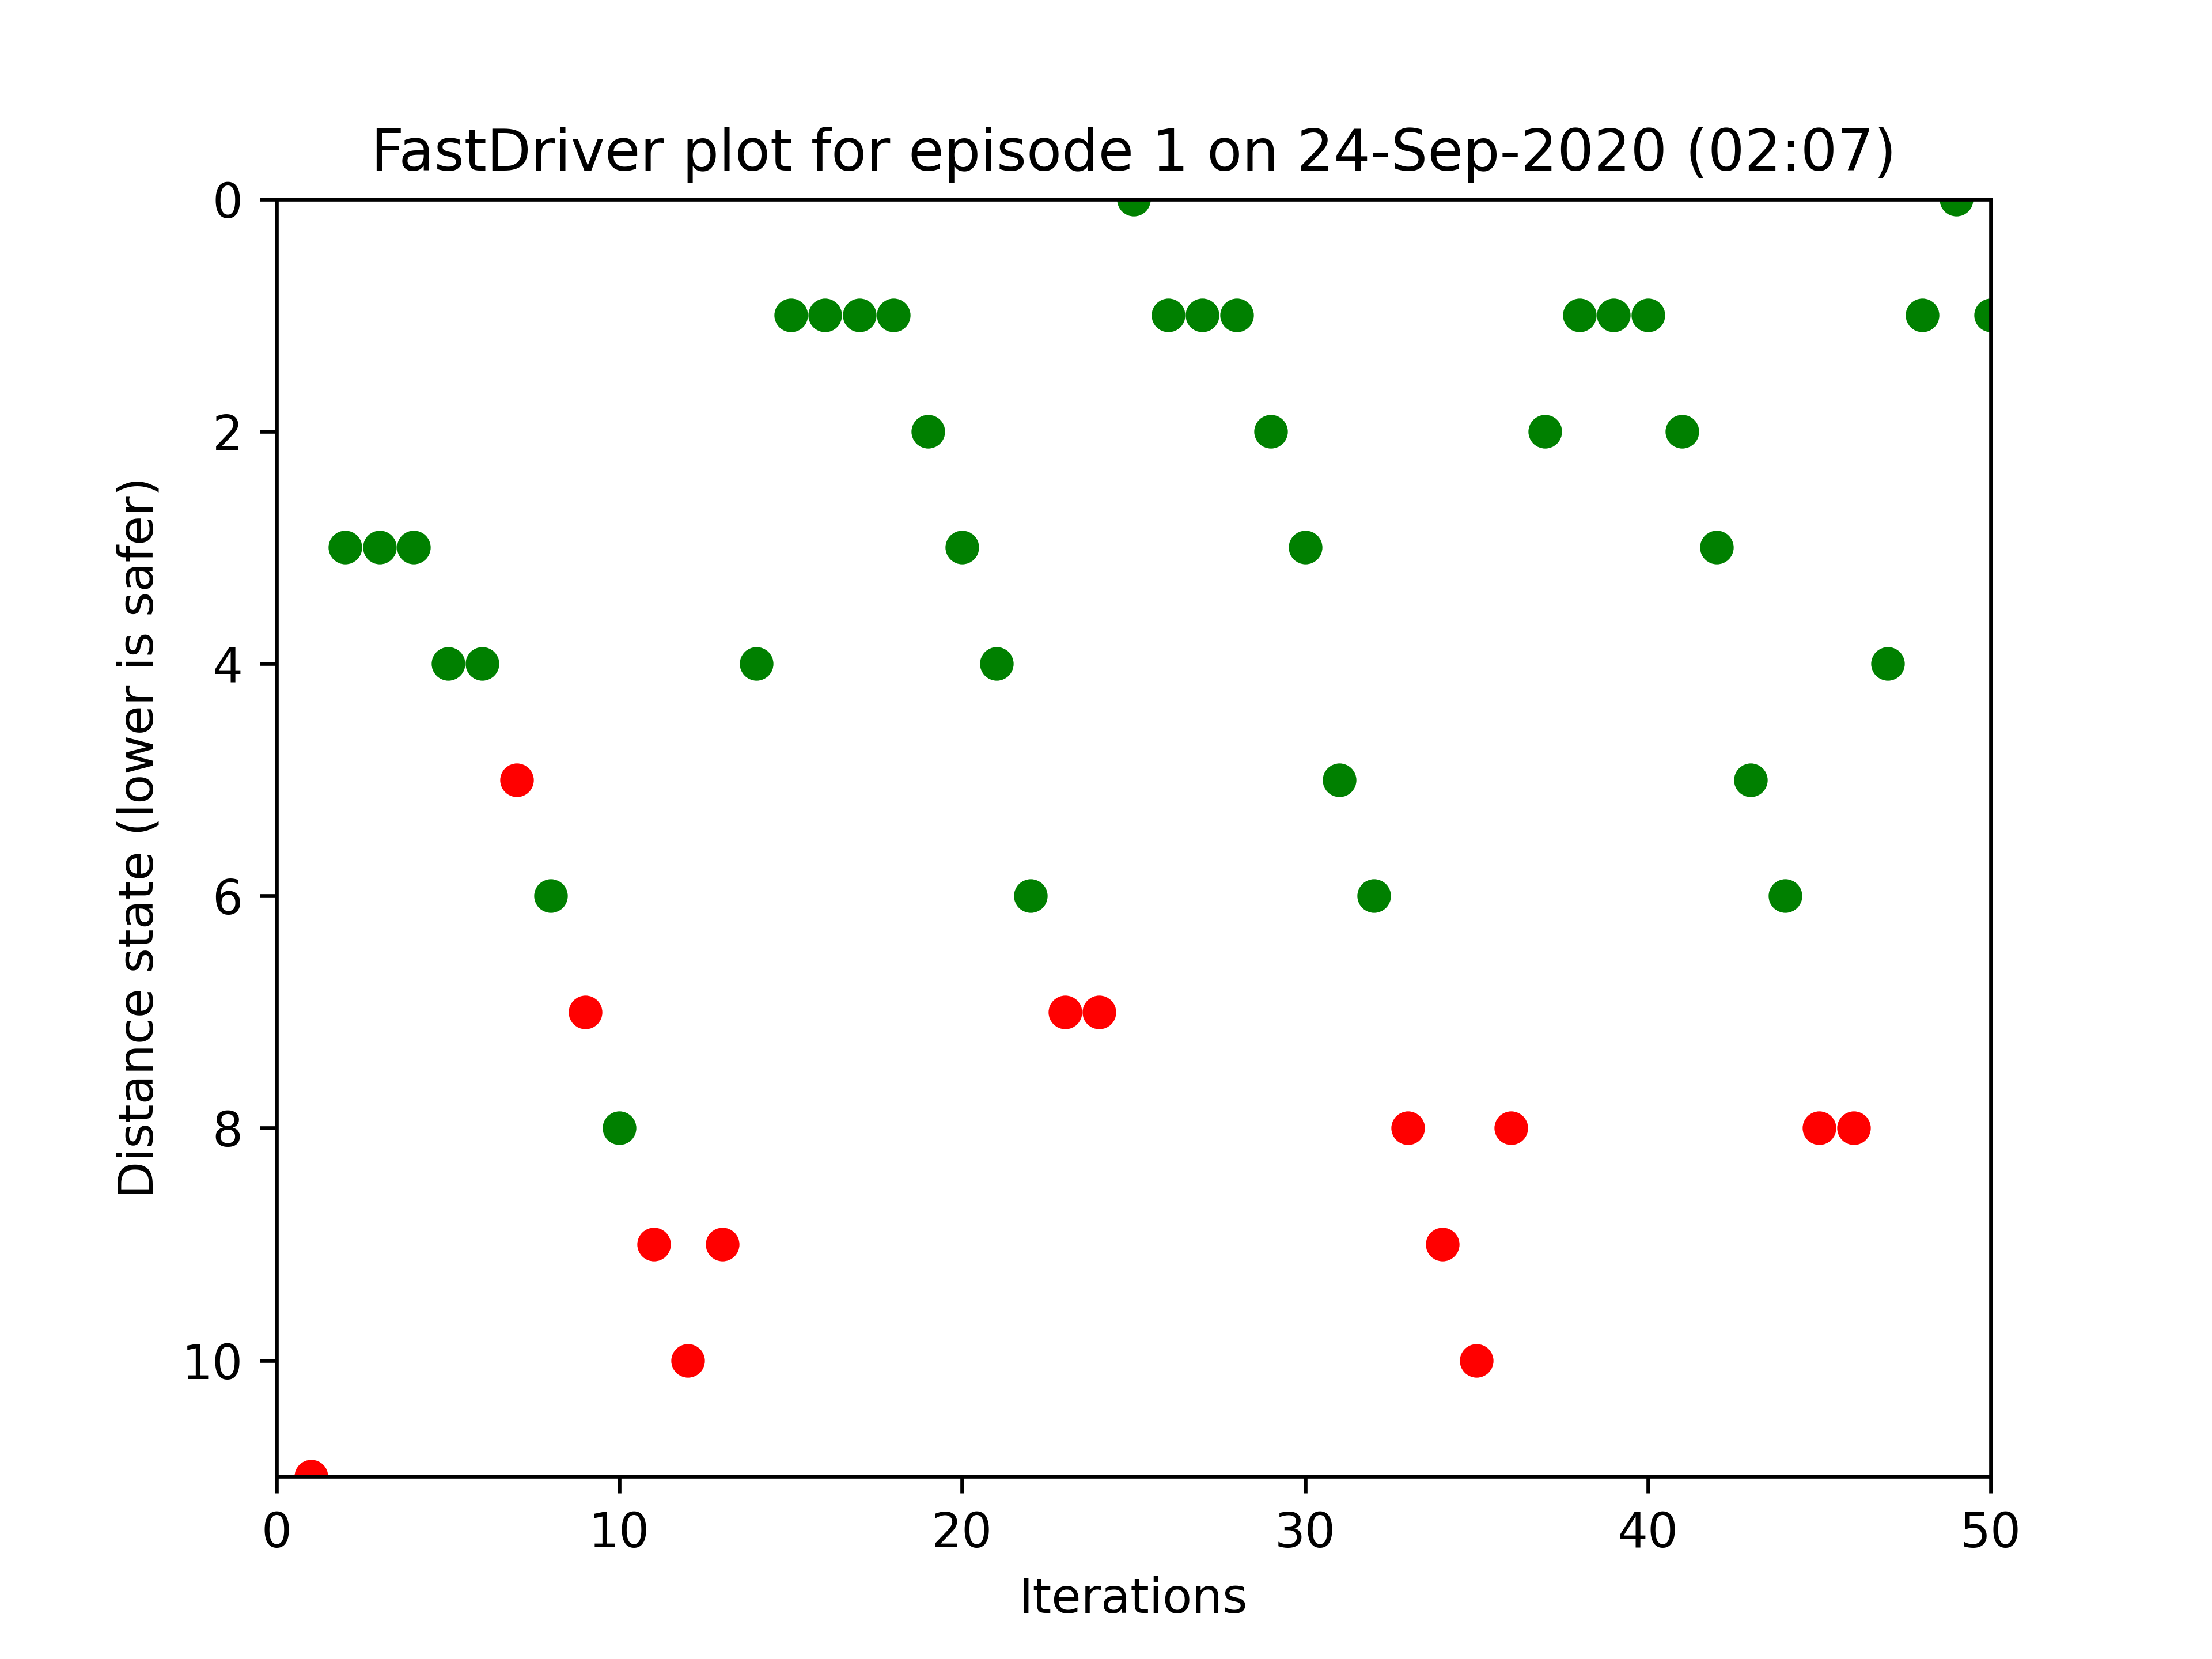 FastDriver plot for episode 1 on 24-Sep-2020 (02:07)
0
2
4
6
8
10
Distance state (lower is safer)
0 10 20 30 40 50
Iterations